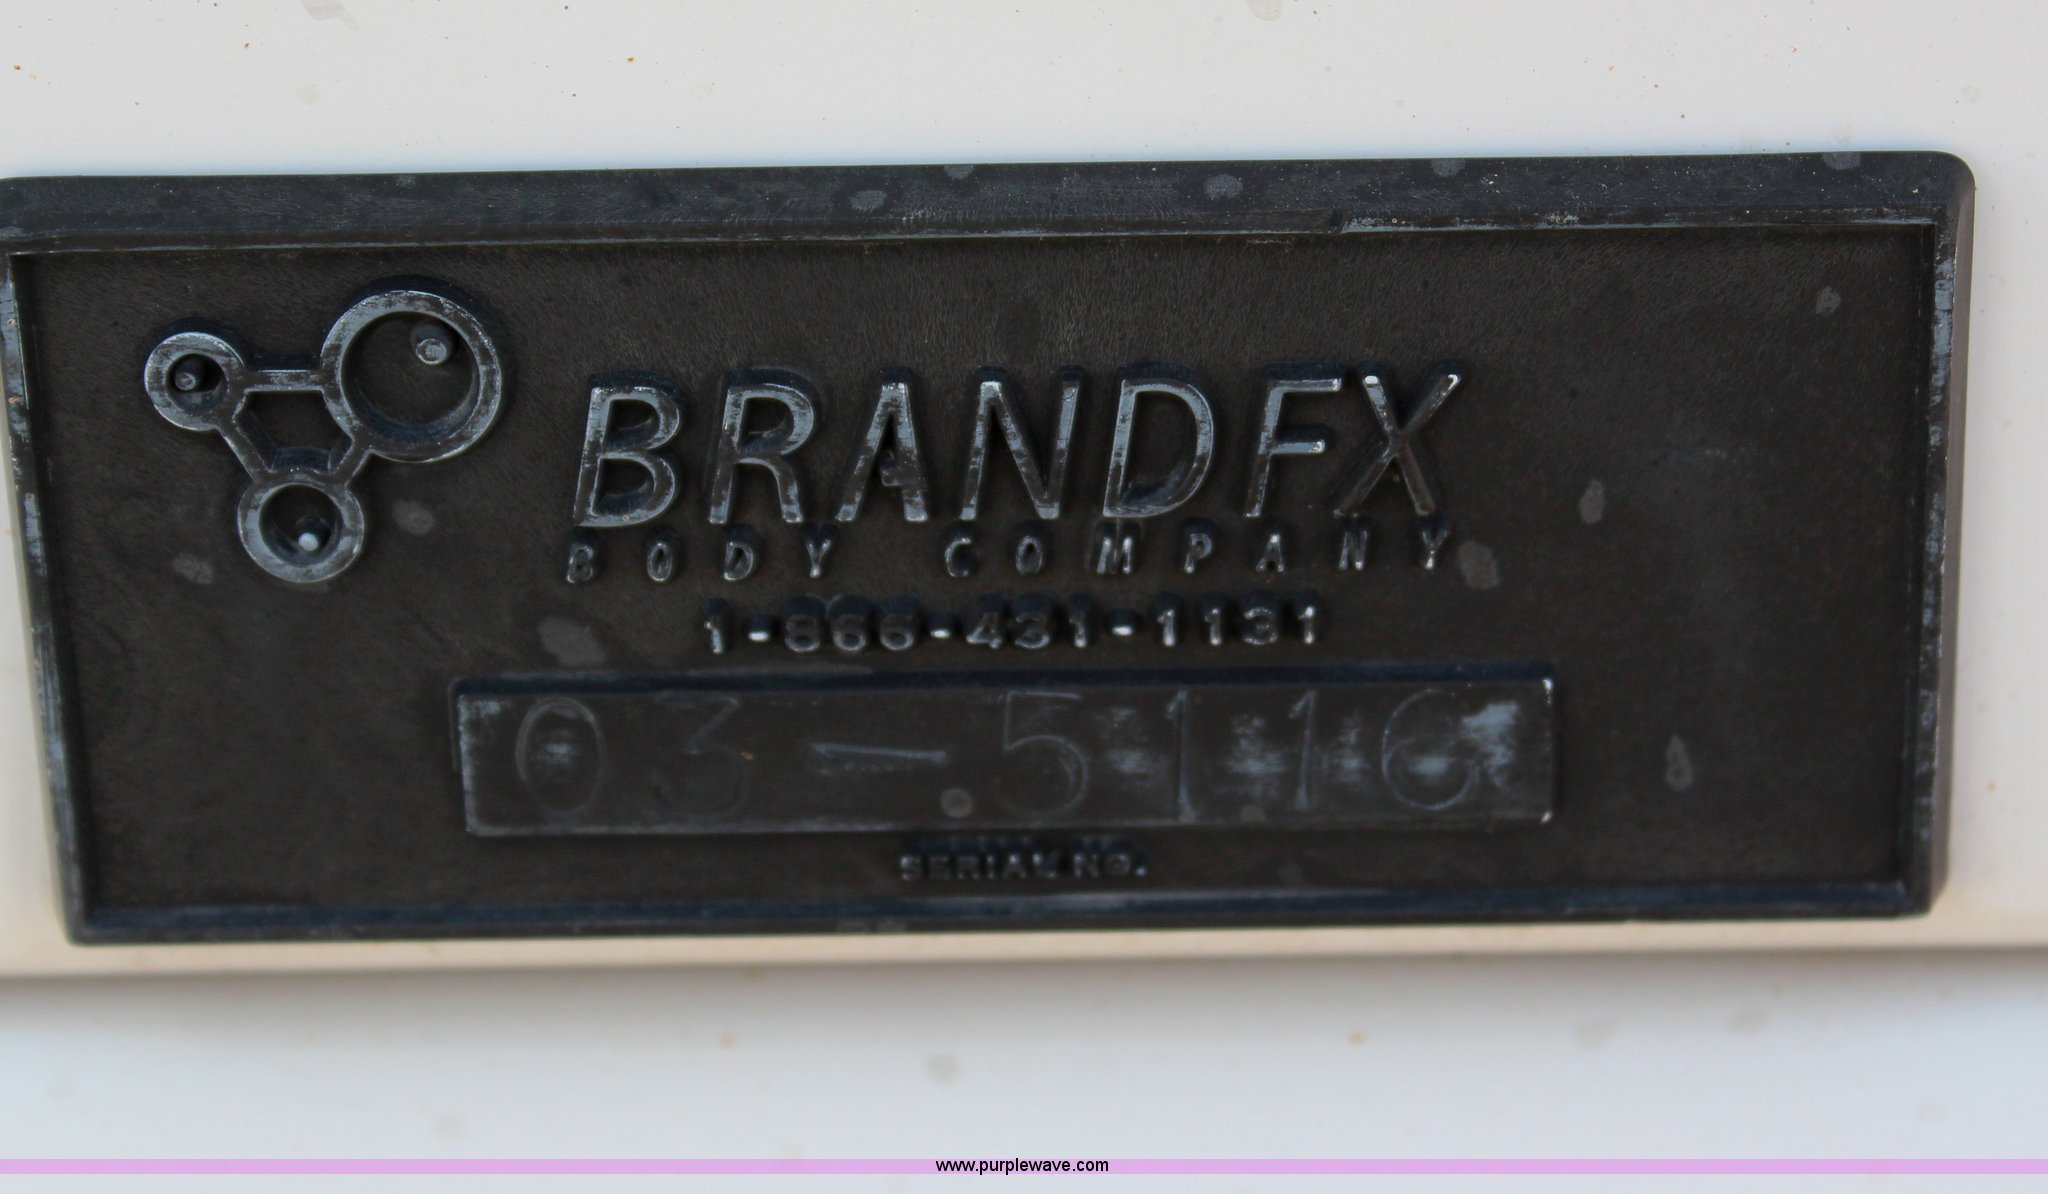 BRANDFX
BODY COMPANY
1-866-431-1131
03-5116
SERIAL NO.
www.purplewave.com